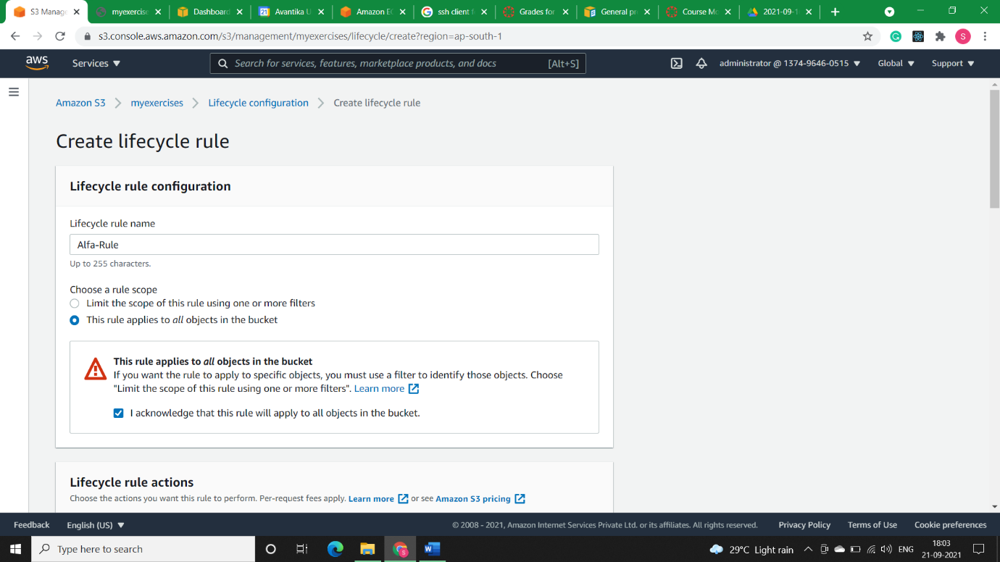 S3 Manag
myexercise
Dashboard
21 Avantika U
Amazon EC
ssh client f
Grades for
General pr
Course Mo
2021-09-1
s3.console.aws.amazon.com/s3/management/myexercises/lifecycle/create?region=ap-south-1
S
aws
Services
Search for services, features, marketplace products, and docs [Alt+S]
administrator @ 1374-9646-0515
Global
Support
Amazon S3 myexercises Lifecycle configuration Create lifecycle rule
Create lifecycle rule
Lifecycle rule configuration
Lifecycle rule name
Alfa-Rule
Up to 255 characters.
Choose a rule scope
Limit the scope of this rule using one or more filters
This rule applies to all objects in the bucket
This rule applies to all objects in the bucket
If you want the rule to apply to specific objects, you must use a filter to identify those objects. Choose
"Limit the scope of this rule using one or more filters". Learn more
I acknowledge that this rule will apply to all objects in the bucket.
Lifecycle rule actions
Choose the actions you want this rule to perform. Per-request fees apply. Learn more or see Amazon S3 pricing
Feedback
English (US)
© 2008 - 2021, Amazon Internet Services Private Ltd. or its affiliates. All rights reserved.
Privacy Policy
Terms of Use
Cookie preferences
Type here to search
29°C Light rain
ENG
18:03
21-09-2021